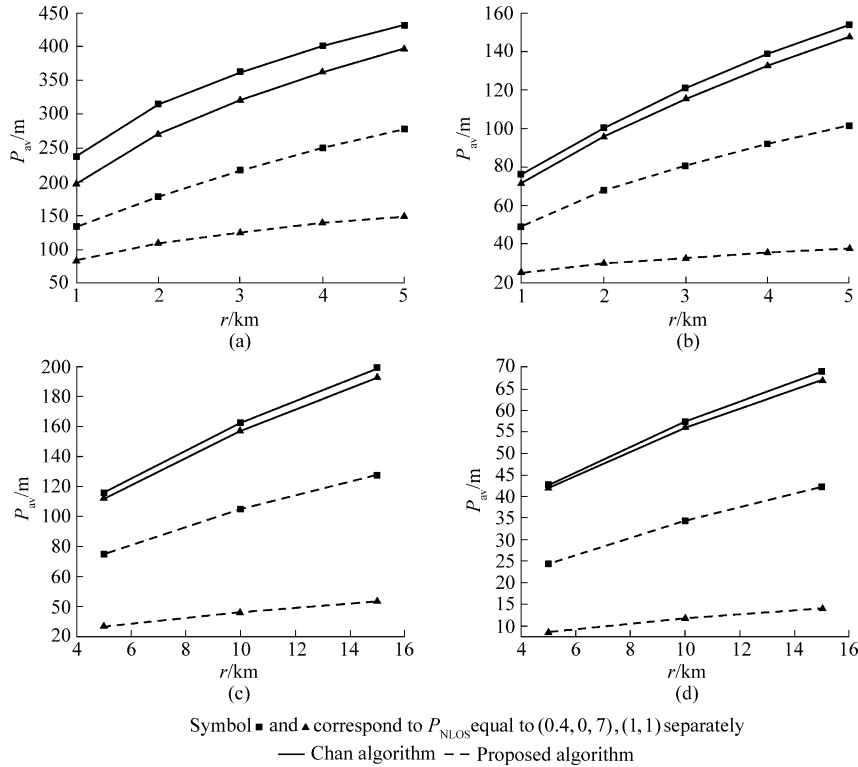 450
400
350
300
250
200
150
100
50
P_av/m
1 2 3 4 5
r/km
(a)
160
140
120
100
80
60
40
20
P_av/m
1 2 3 4 5
r/km
(b)
200
180
160
140
120
100
80
60
50
20
P_av/m
4 6 8 10 12 14 16
r/km
(c)
70
65
60
55
50
45
40
35
30
25
20
15
10
P_av/m
4 6 8 10 12 14 16
r/km
(d)
Symbol ■ and ▲ correspond to P_NLOS equal to (0.4, 0, 7), (1, 1) separately
Chan algorithm Proposed algorithm